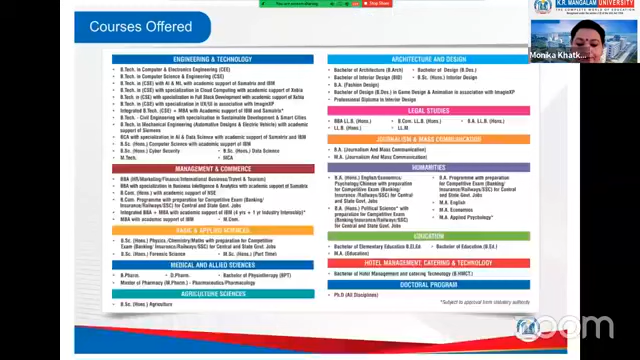 K.R. MANGALAM UNIVERSITY
THE COMPLETE WORLD OF EDUCATION
Monika Khatk...
Courses Offered
ENGINEERING & TECHNOLOGY
B.Tech. in Computer & Electronics Engineering (CEE)
B.Tech. in Computer Science & Engineering (CSE)
B.Tech. in (CSE) with AI & ML with academic support of Samatrix and IBM
B.Tech. in (CSE) with specialization in Cloud Computing with academic support of Xebia
B.Tech. in (CSE) with specialization in Full Stack Development with academic support of Xebia
B.Tech. in (CSE) with specialization in UX/UI in association with ImaginXP
Integrated B.Tech. (CSE) + MBA with Academic support of IBM and Samatrix*
B.Tech. - Civil Engineering with specialisation in Sustainable Development & Smart Cities
B.Tech. in Mechanical Engineering (Automotive Designs & Electric Vehicle) with academic
support of Siemens
BCA with specialization in AI & Data Science with academic support of Samatrix and IBM
B.Sc. (Hons) Computer Science with academic support of IBM
B.Sc. (Hons.) Cyber Security
B.Sc. (Hons.) Data Science
M.Tech.
MCA
MANAGEMENT & COMMERCE
BBA (HR/Marketing/Finance/International Business/Travel & Tourism)
BBA with specialization in Business Intelligence & Analytics with academic support of Samatrix
B.Com. (Hons.) with academic support of NSE
B.Com. Programme with preparation for Competitive Exam (Banking/
Insurance/Railways/SSC) for Central and State Govt. Jobs
Integrated BBA + MBA with academic support of IBM (4 yrs + 1 yr Industry Internship)*
MBA with academic support of IBM
M.Com.
BASIC & APPLIED SCIENCES
B.Sc. (Hons.) Physics/Chemistry/Maths with preparation for Competitive
Exam (Banking/Insurance/Railways/SSC) for Central and State Govt. Jobs
B.Sc. (Hons.) Forensic Science
M.Sc. (Hons.) (Part Time)
MEDICAL AND ALLIED SCIENCES
B.Pharm.
D.Pharm.
Bachelor of Physiotherapy (BPT)
Master of Pharmacy (M.Pharm) - Pharmaceutics/Pharmacology
AGRICULTURE SCIENCES
B.Sc. (Hons.) Agriculture
ARCHITECTURE AND DESIGN
Bachelor of Architecture (B.Arch)
Bachelor of Design (B.Des.)
Bachelor of Interior Design (BID)
B.Sc. (Hons.) Interior Design
B.A. (Fashion Design)
Bachelor of Design (B.Des) in Game Design & Animation in association with ImaginXP
Professional Diploma in Interior Design
LEGAL STUDIES
BBA LL.B. (Hons.)
B.Com. LL.B. (Hons.)
B.A. LL.B. (Hons.)
LL.B. (Hons.)
LL.M.
JOURNALISM & MASS COMMUNICATION
B.A. (Journalism And Mass Communication)
M.A. (Journalism And Mass Communication)
HUMANITIES
B.A. (Hons.) English/Economics/
Psychology/Chinese with preparation
for Competitive Exam (Banking/
Insurance/Railways/SSC) for Central
and State Govt. Jobs
B.A. (Hons.) Political Science* with
preparation for Competitive Exam
(Banking/Insurance/Railways/SSC) for
Central and State Govt. Jobs
B.A. Programme with preparation
for Competitive Exam (Banking/
Insurance/Railways/SSC) for Central
and State Govt. Jobs
M.A. English
M.A. Economics
M.A. Applied Psychology*
EDUCATION
Bachelor of Elementary Education (B.El.Ed)
Bachelor of Education (B.Ed.)
M.A. (Education)
HOTEL MANAGEMENT, CATERING & TECHNOLOGY
Bachelor of Hotel Management and catering Technology (B.HMCT.)
DOCTORAL PROGRAM
Ph.D (All Disciplines)
*Subject to approval from statutory authority
zoom